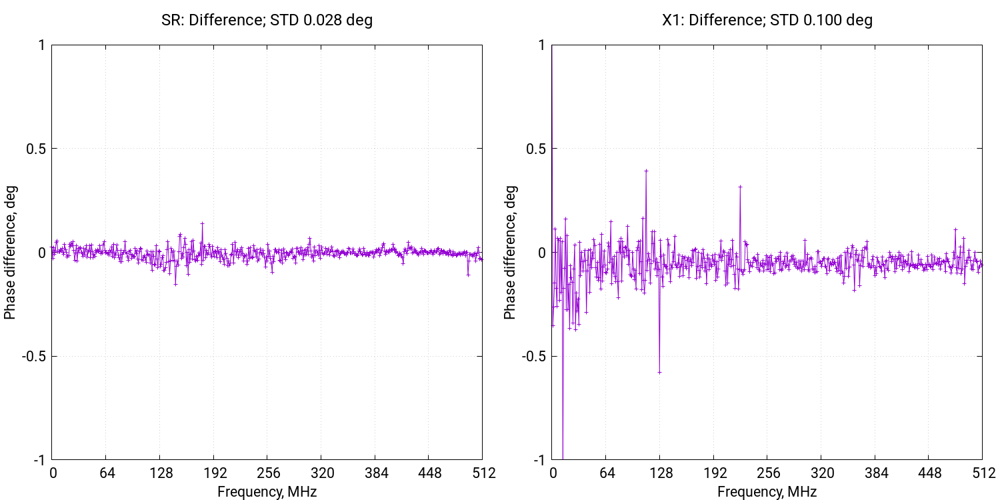 SR: Difference; STD 0.028 deg
1
0.5
0
-0.5
-1
Phase difference, deg
0 64 128 192 256 320 384 448 512
Frequency, MHz
X1: Difference; STD 0.100 deg
1
0.5
0
-0.5
-1
Phase difference, deg
0 64 128 192 256 320 384 448 512
Frequency, MHz